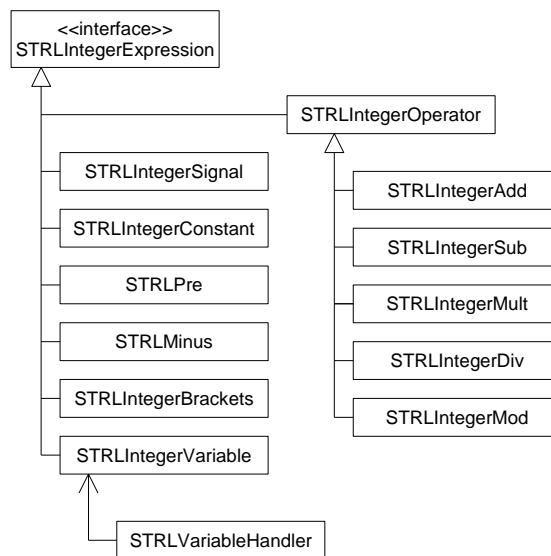 <<interface>>
STRLIntegerExpression
STRLIntegerOperator
STRLIntegerSignal
STRLIntegerAdd
STRLIntegerConstant
STRLIntegerSub
STRLPre
STRLIntegerMult
STRLMinus
STRLIntegerDiv
STRLIntegerBrackets
STRLIntegerMod
STRLIntegerVariable
STRLVariableHandler